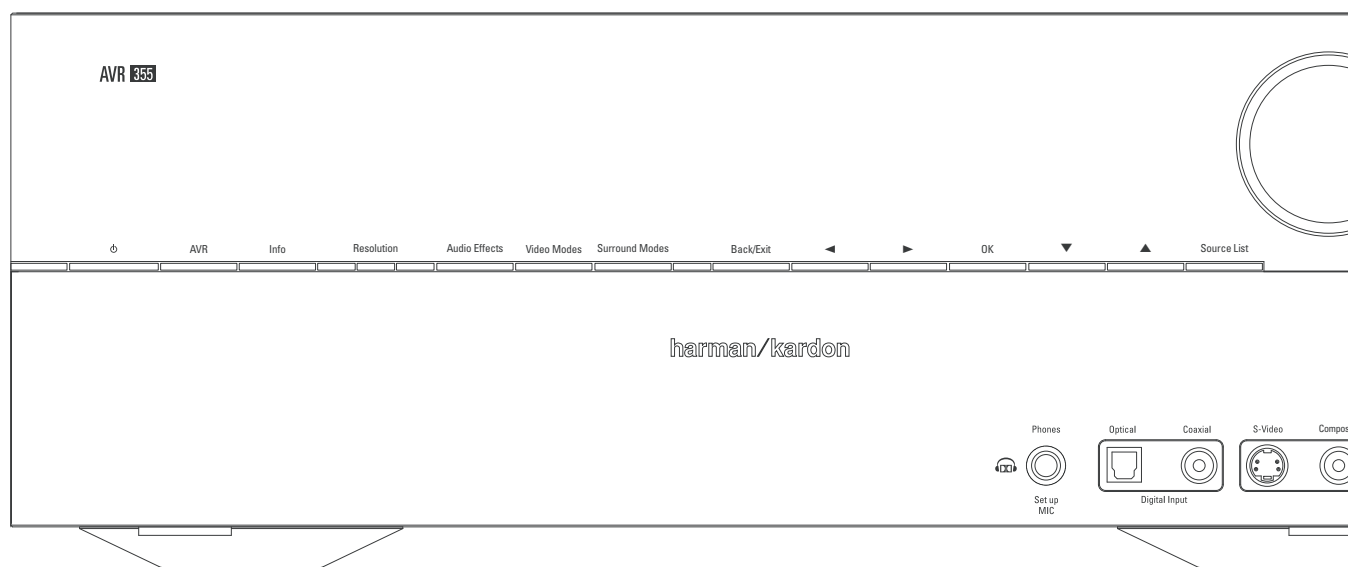 AVR 355
AVR Info Resolution Audio Effects Video Modes Surround Modes Back/Exit OK Source List
harman/kardon
Phones Optical Coaxial S-Video Compos
Set up Digital Input
MIC